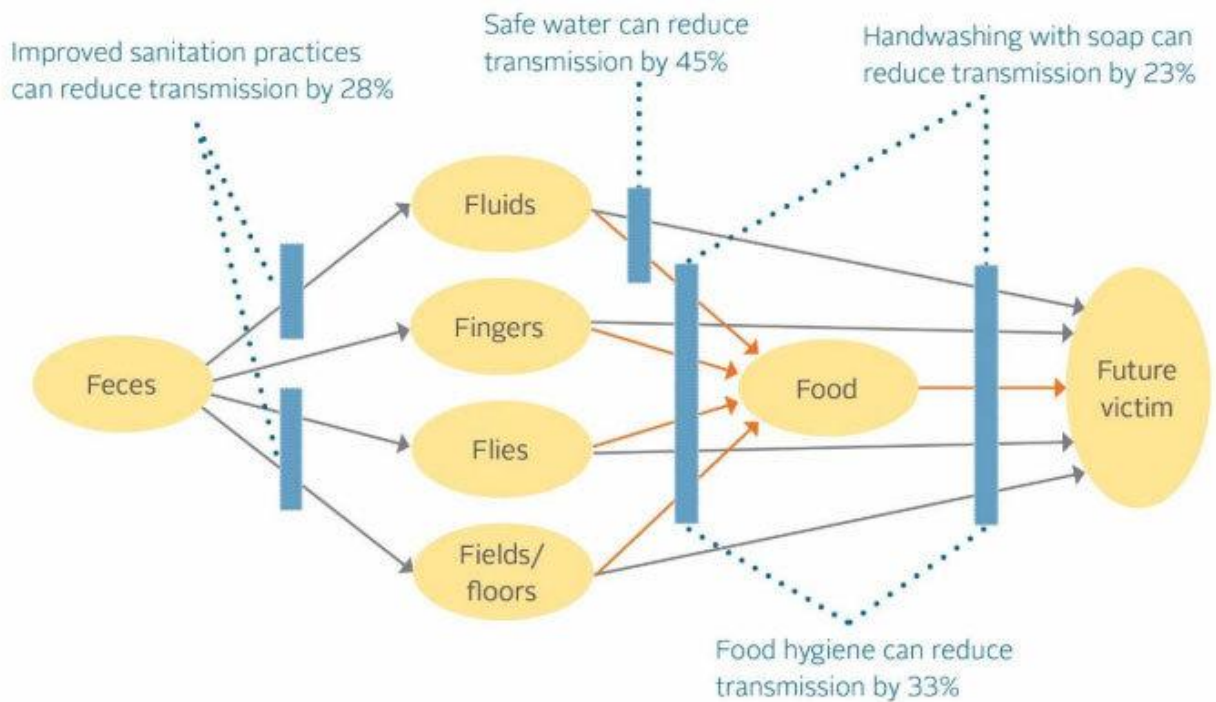 Improved sanitation practices
can reduce transmission by 28%
Safe water can reduce
transmission by 45%
Handwashing with soap can
reduce transmission by 23%
Fluids
Fingers
Feces
Food
Future
victim
Flies
Fields/
floors
Food hygiene can reduce
transmission by 33%